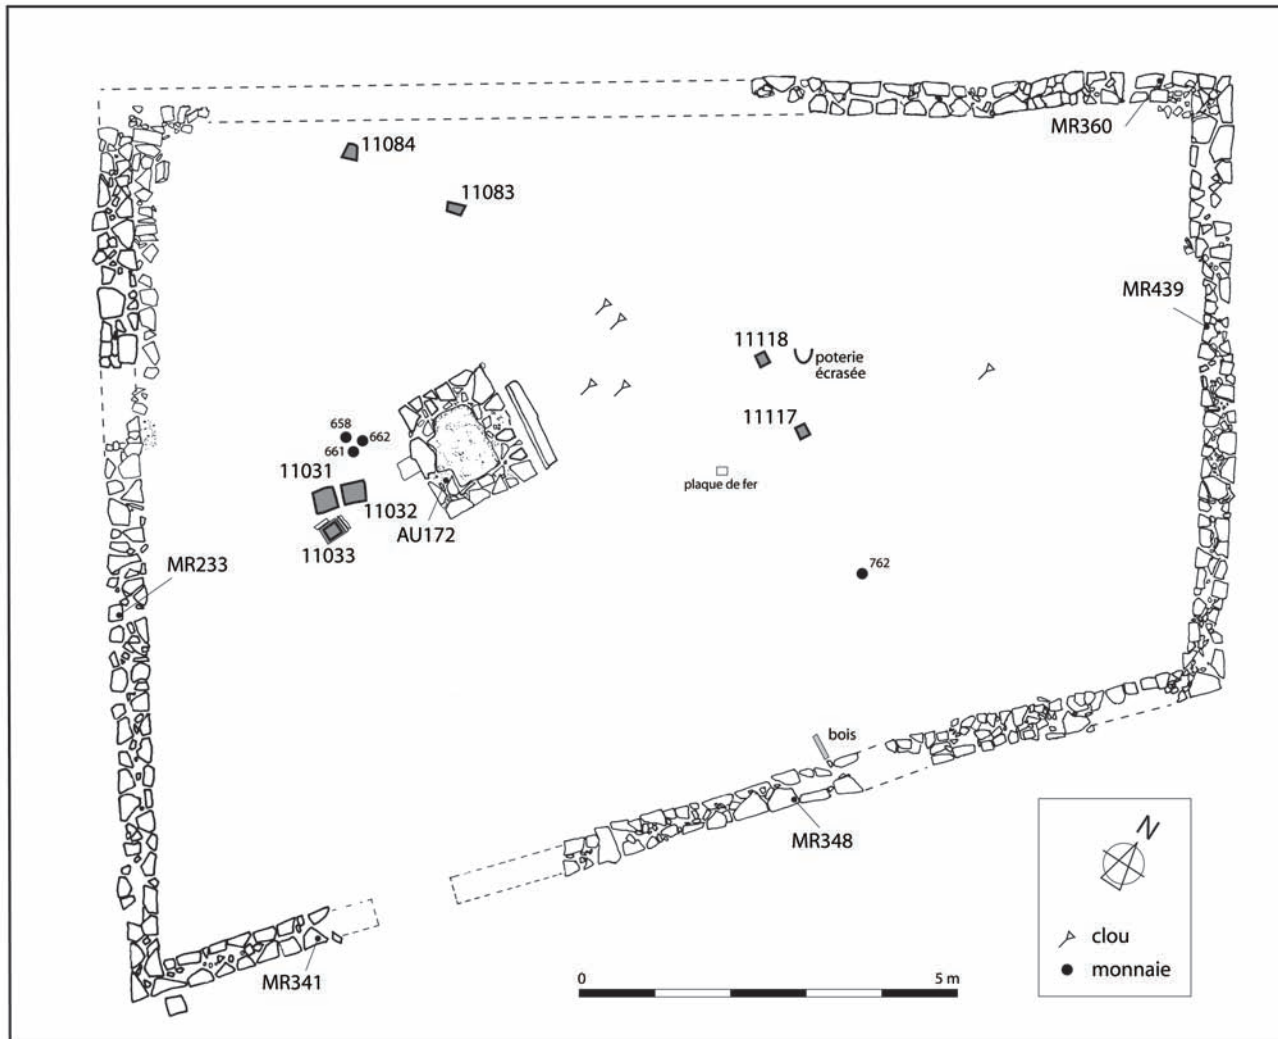 MR360
11084
11083
MR439
11118
poterie
écrasée
11117
658
662
661
11031
plaque de fer
11032
AU172
11033
MR233
762
bois
MR348
N
clou
monnaie
MR341
0
5 m